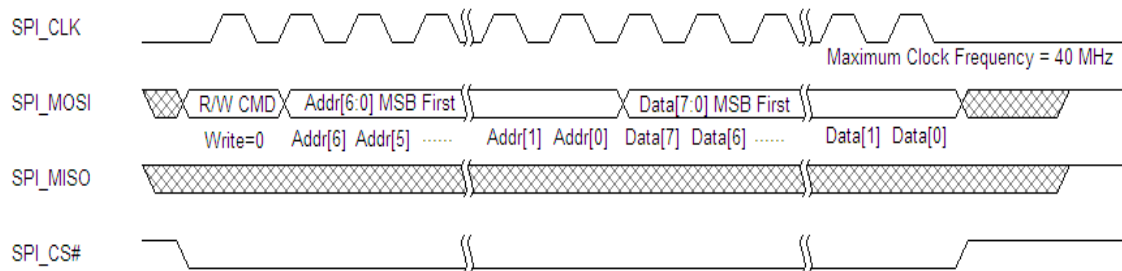 SPI_CLK
Maximum Clock Frequency = 40 MHz
SPI_MOSI
R/W CMD
Addr[6:0] MSB First
Data[7:0] MSB First
Write=0
Addr[6] Addr[5] ......
Addr[1] Addr[0]
Data[7] Data[6] ......
Data[1] Data[0]
SPI_MISO
SPI_CS#